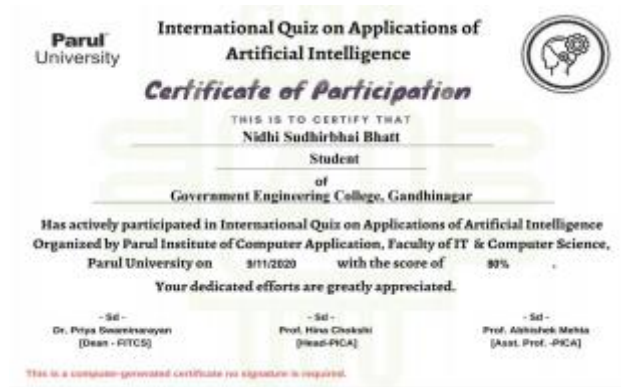 Parul
University
International Quiz on Applications of
Artificial Intelligence
Certificate of Participation
THIS IS TO CERTIFY THAT
Nidhi Sudhirbhai Bhatt
Student
of
Government Engineering College, Gandhinagar
Has actively participated in International Quiz on Applications of Artificial Intelligence
Organized by Parul Institute of Computer Application, Faculty of IT & Computer Science,
Parul University on 9/11/2020 with the score of 80% .
Your dedicated efforts are greatly appreciated.
- Sd -
Dr. Priya Swaminarayan
[Dean - FITCS]
- Sd -
Prof. Hina Chokshi
[Head-PICA]
- Sd -
Prof. Abhishek Mehta
[Asst. Prof. -PICA]
This is a computer-generated certificate no signature is required.